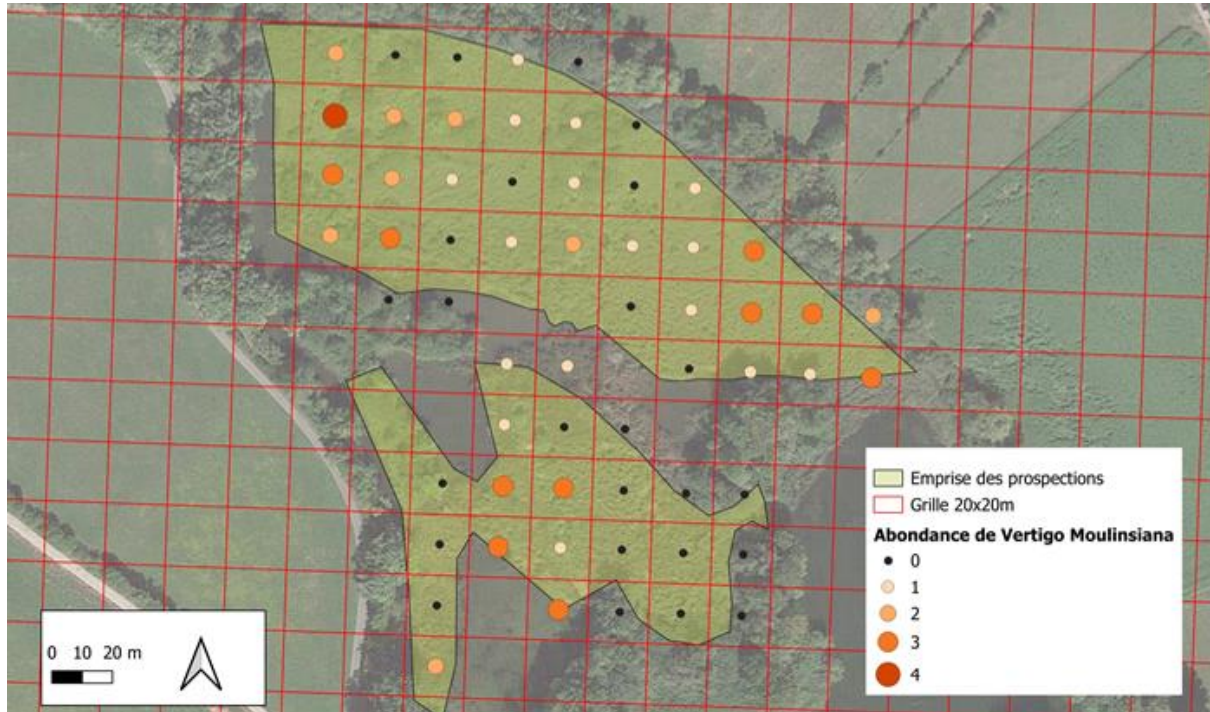 Emprise des prospections
Grille 20x20m
Abondance de Vertigo Moulinsiana
0
1
2
3
4
0 10 20 m